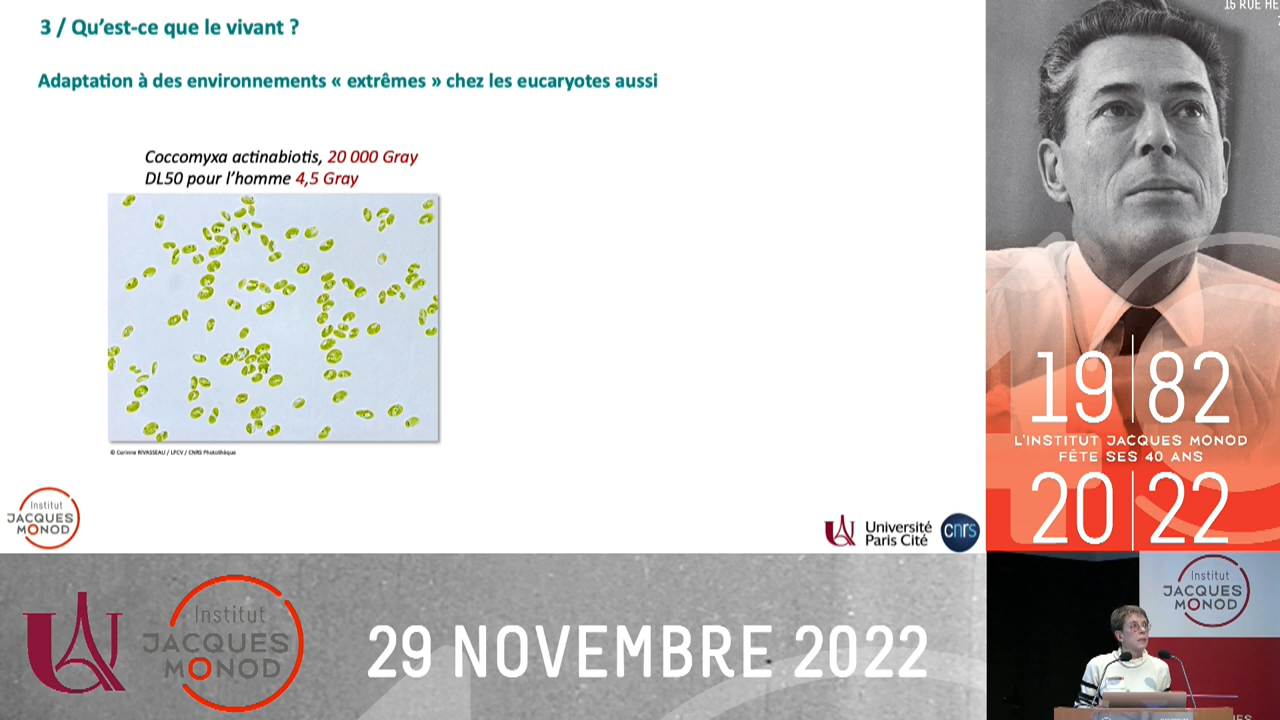 3 / Qu'est-ce que le vivant ?
Adaptation à des environnements « extrêmes » chez les eucaryotes aussi
Coccomyxa actinabiotis, 20 000 Gray
DL50 pour l'homme 4,5 Gray
© Corinne RIVASSEAU / LPCV / CNRS Photothèque
Institut
JACQUES
MONOD
Université
Paris Cité
cnrs
15 RUE HE
19 82
L'INSTITUT JACQUES MONOD
FÊTE SES 40 ANS
20 22
Institut
JACQUES
MONOD
29 NOVEMBRE 2022
Institut
JACQUES
MONOD